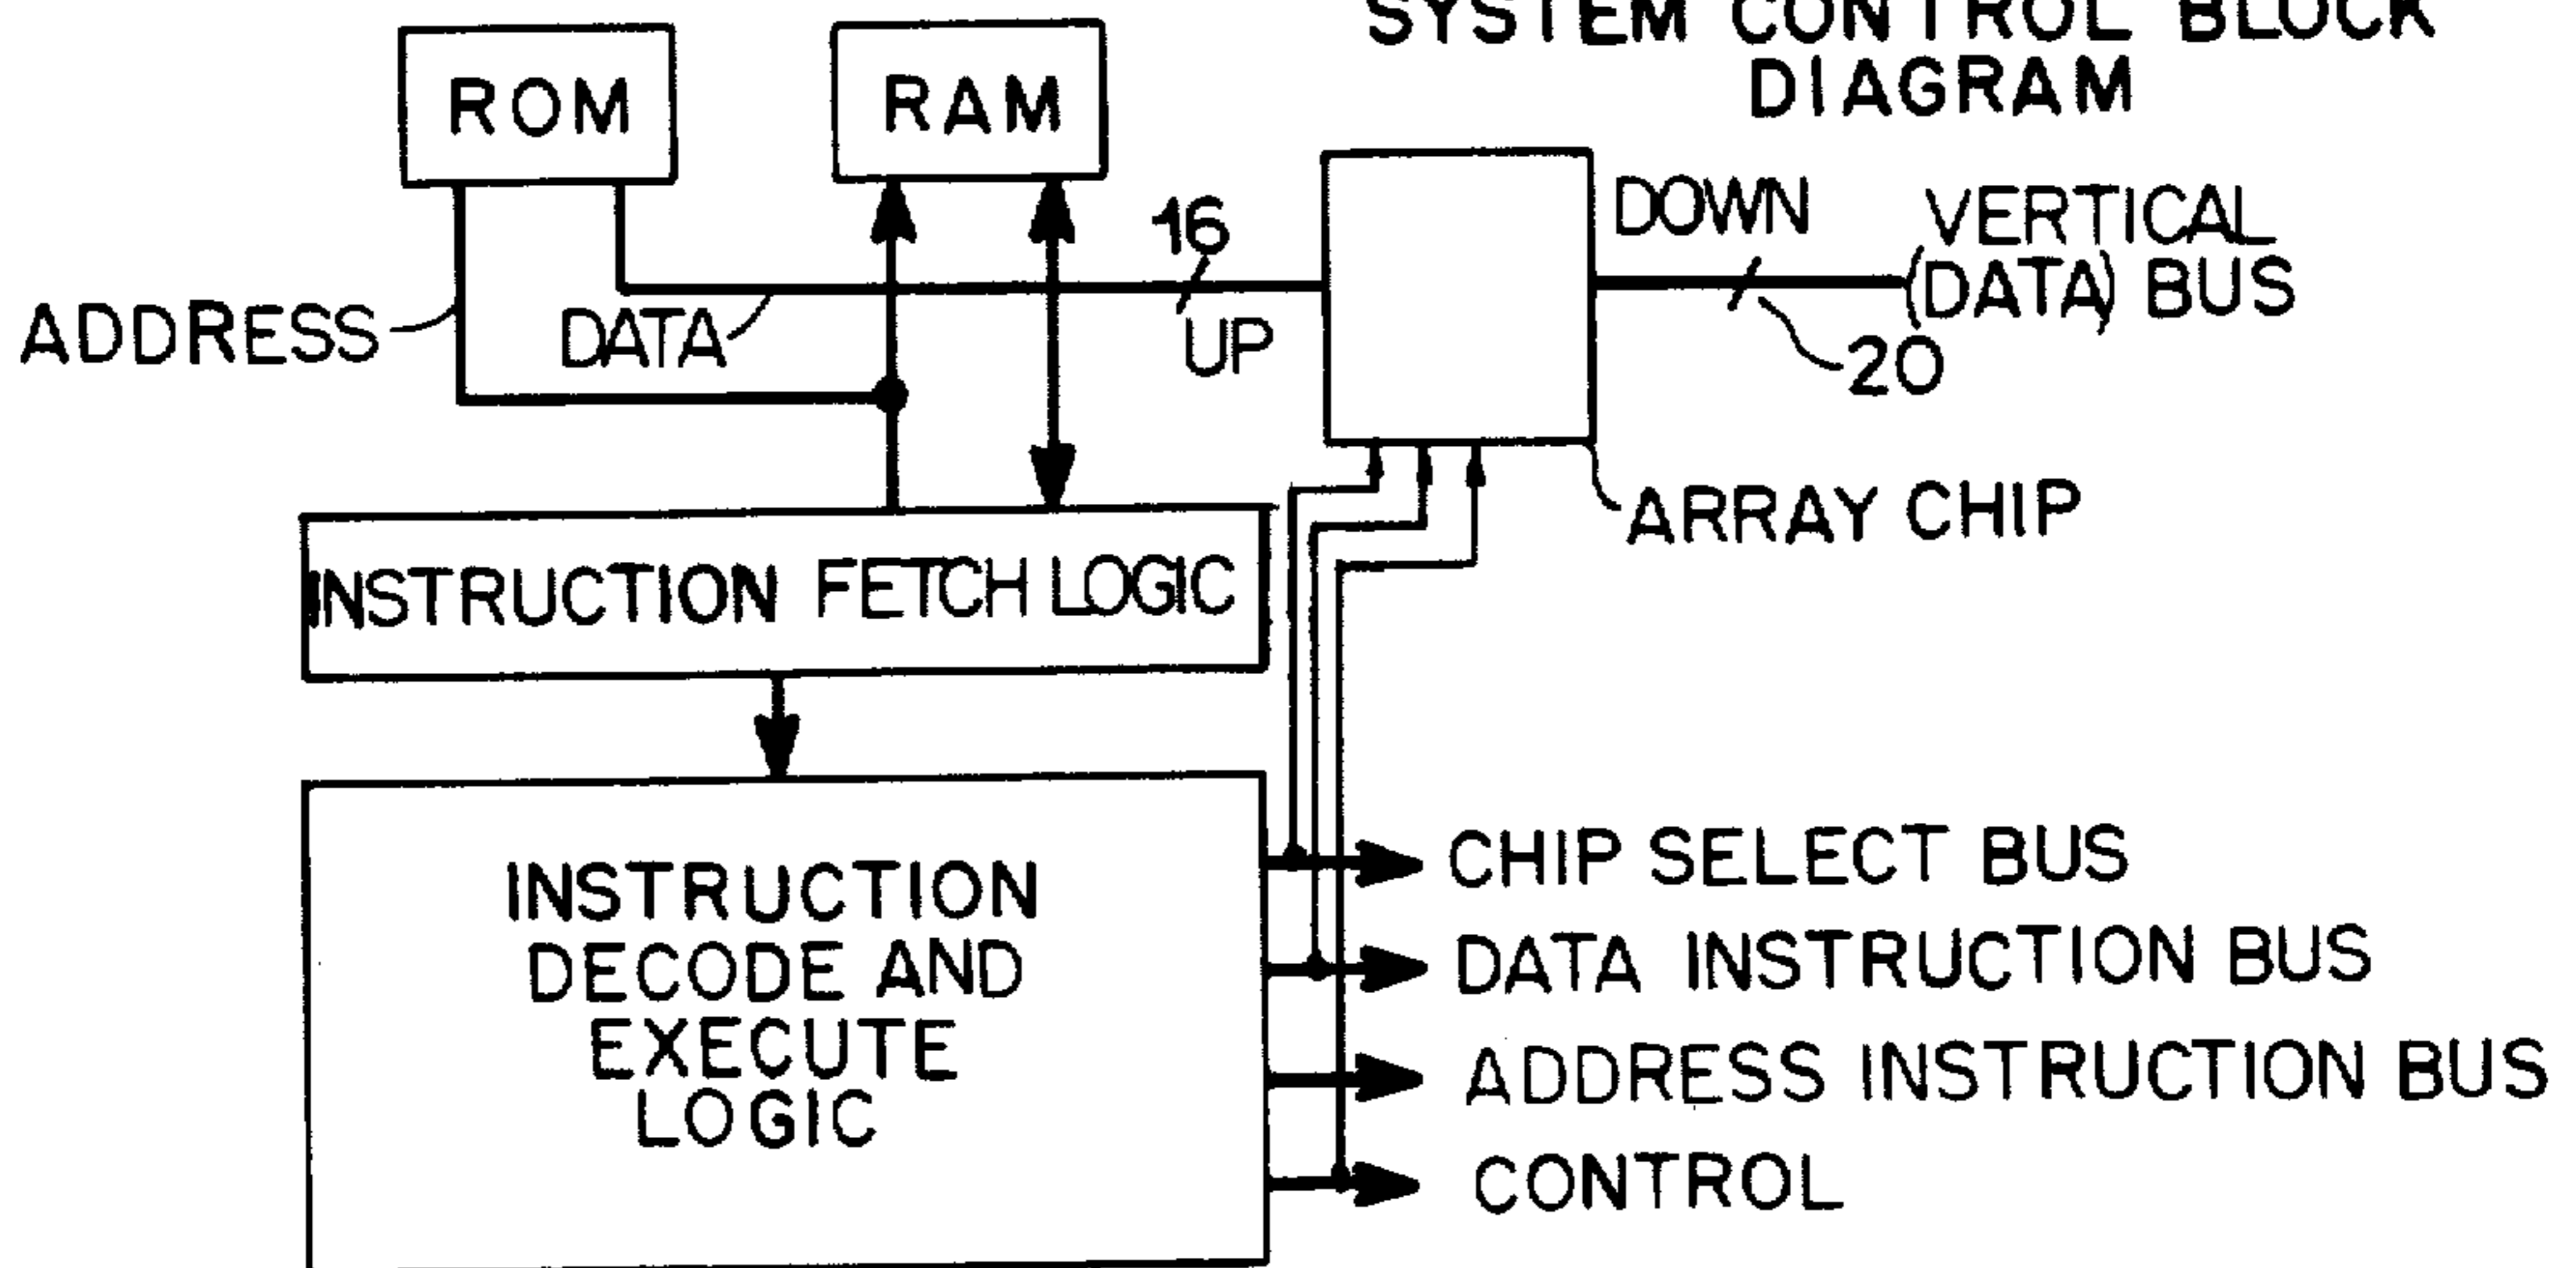 SYSTEM CONTROL BLOCK
DIAGRAM
ROM
RAM
16
UP
DOWN
(VERTICAL
DATA) BUS
20
ADDRESS
DATA
ARRAY CHIP
INSTRUCTION FETCH LOGIC
INSTRUCTION
DECODE AND
EXECUTE
LOGIC
CHIP SELECT BUS
DATA INSTRUCTION BUS
ADDRESS INSTRUCTION BUS
CONTROL